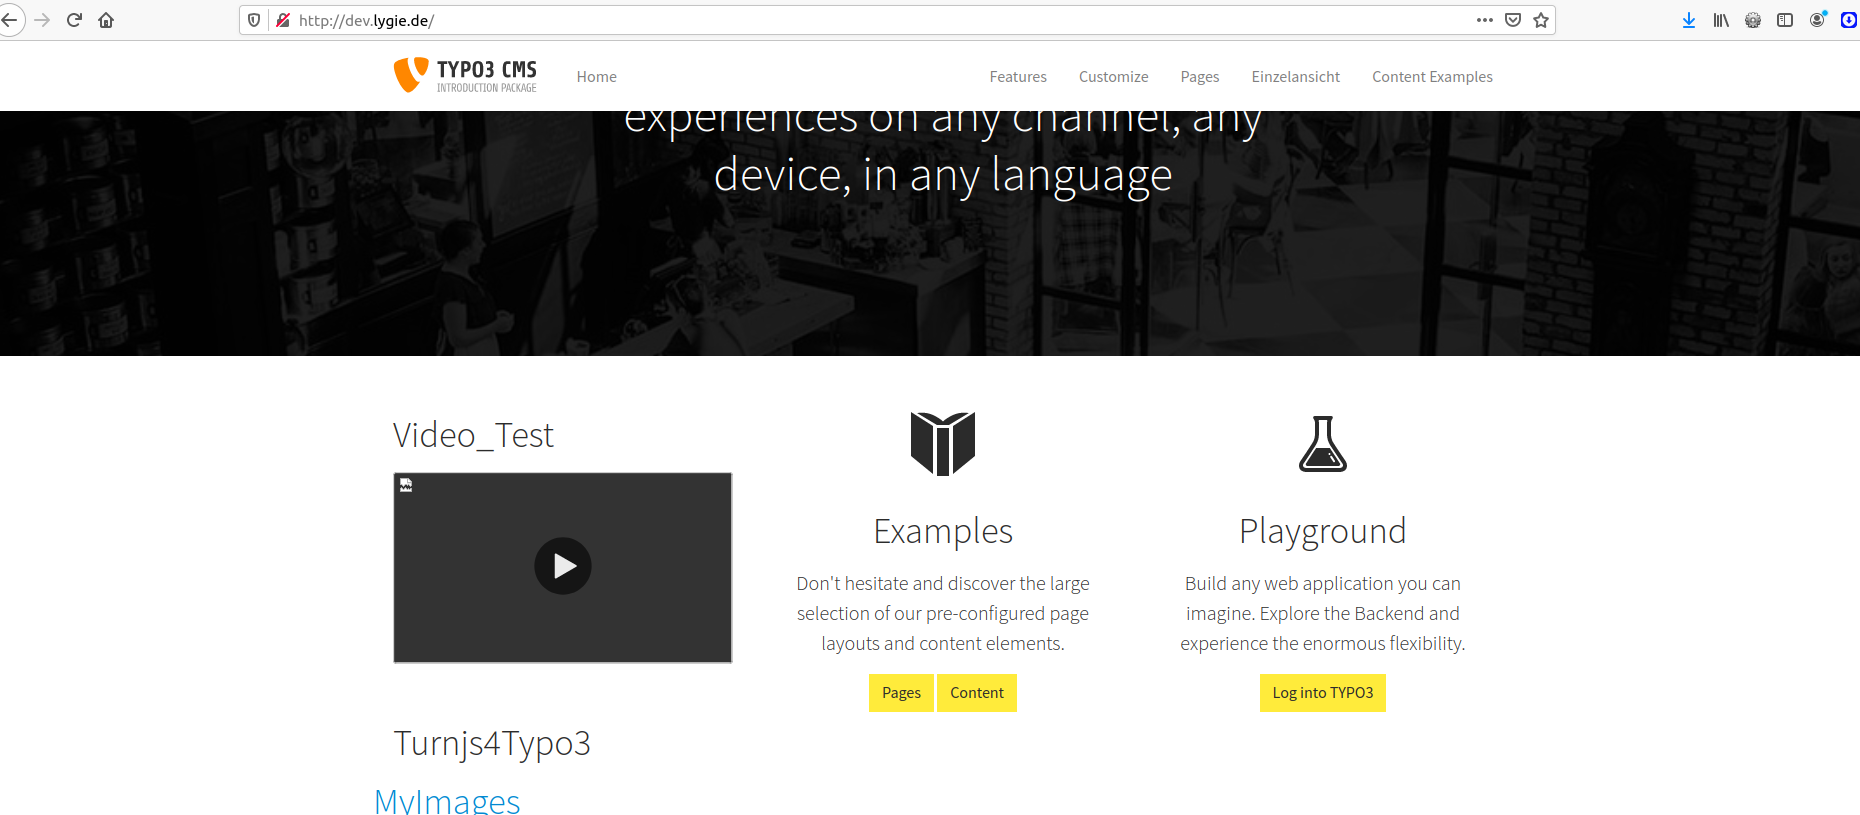 http://dev.lygie.de/
TYPO3 CMS
INTRODUCTION PACKAGE
Home
Features
Customize
Pages
Einzelansicht
Content Examples
experiences on any channel, any
device, in any language
Video_Test
Turnjs4Typo3
MyImages
Examples
Don't hesitate and discover the large
selection of our pre-configured page
layouts and content elements.
Pages
Content
Playground
Build any web application you can
imagine. Explore the Backend and
experience the enormous flexibility.
Log into TYPO3